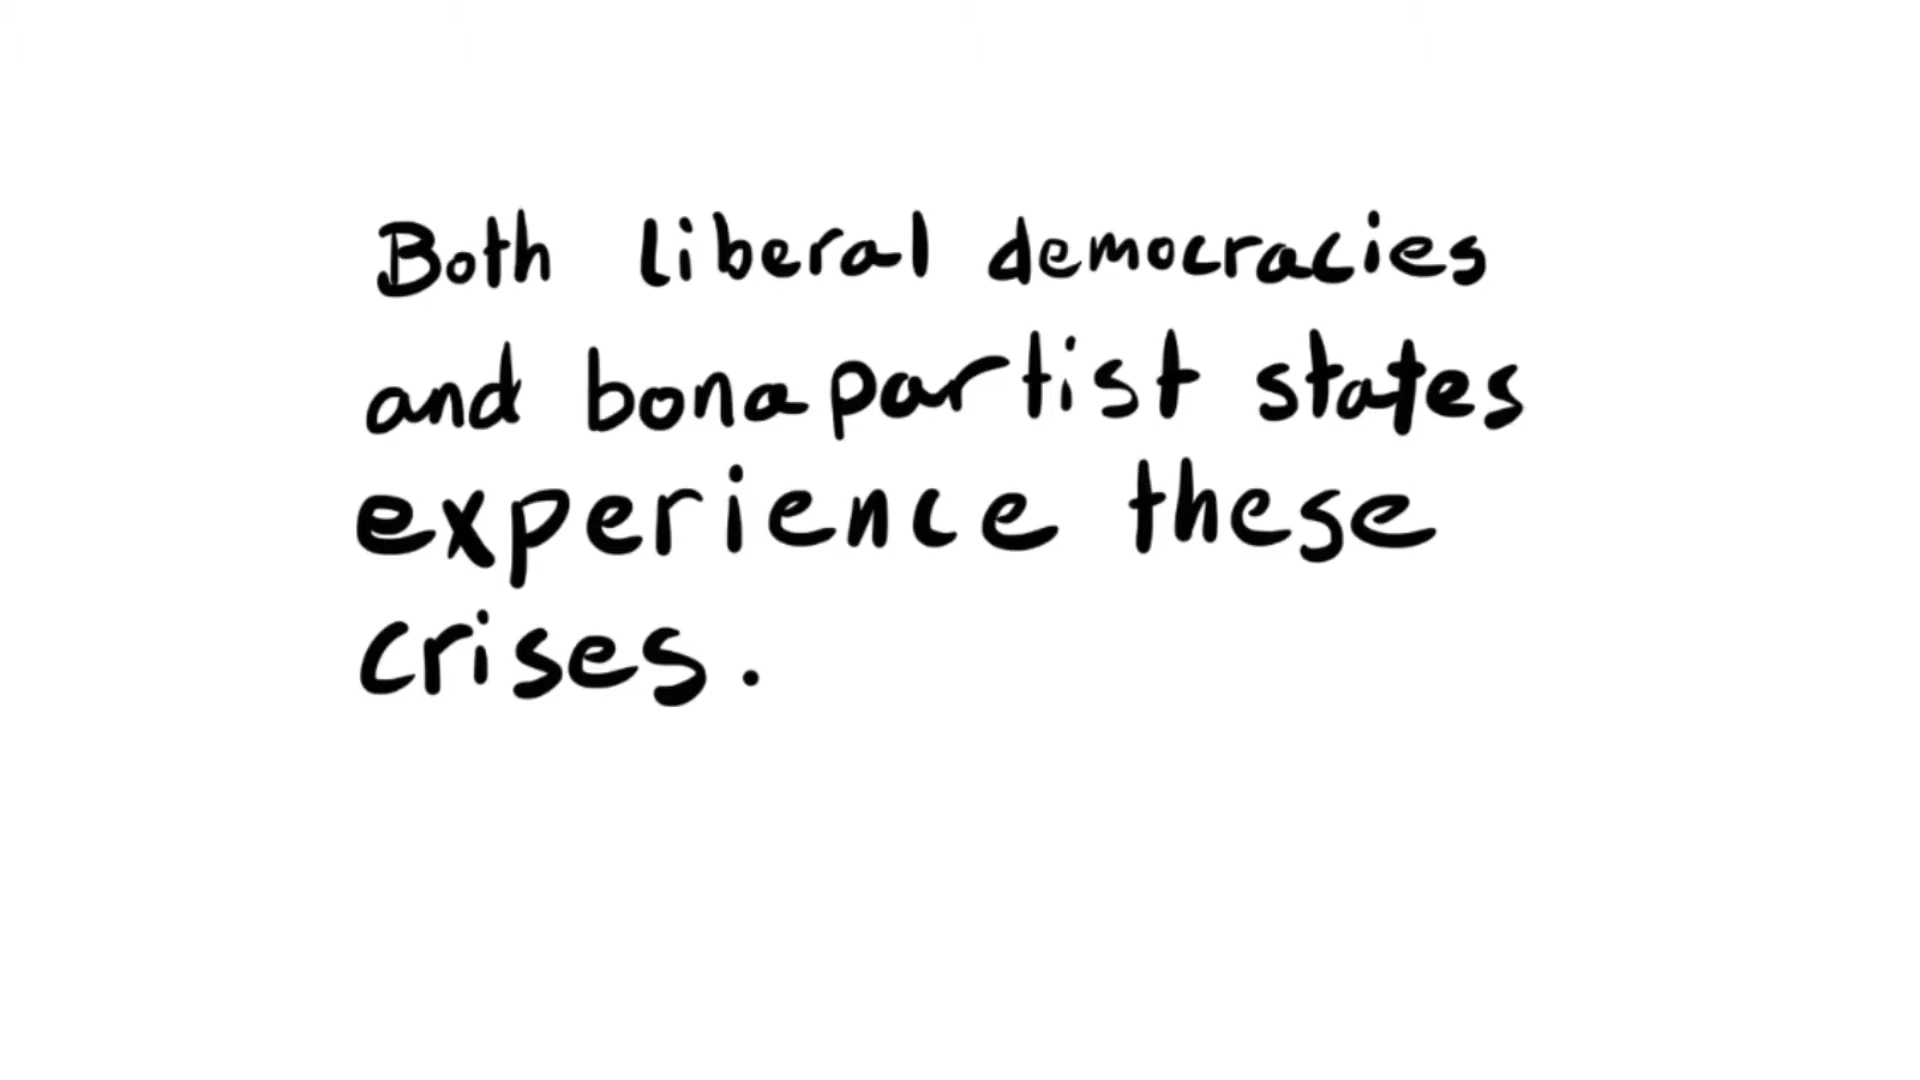 Both liberal democracies
and bonapartist states
experience these
crises.